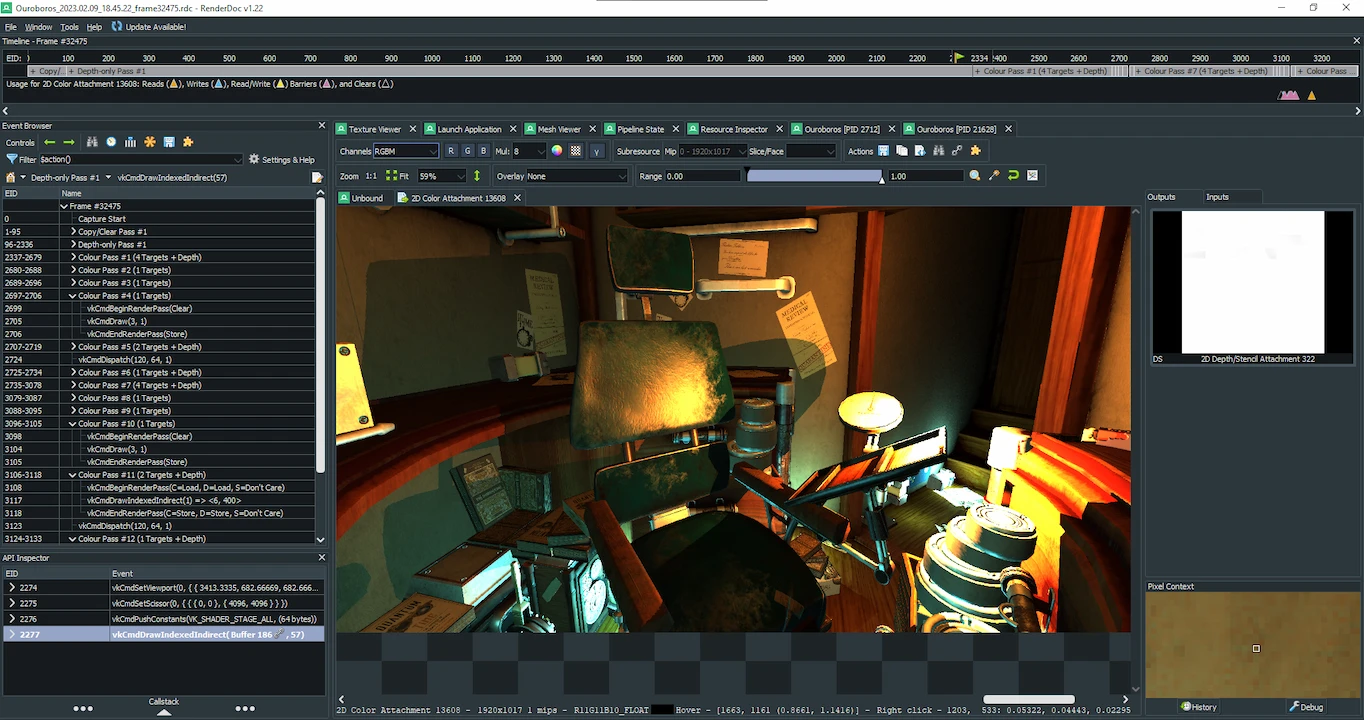 Ouroboros_2023.02.09_18.45.22_frame32475.rdc - RenderDoc v1.22
File Window Tools Help Update Available!
Timeline - Frame #32475
EID: 100 200 300 400 500 600 700 800 900 1000 1100 1200 1300 1400 1500 1600 1700 1800 1900 2000 2100 2200 2334 2500 2600 2700 2800 2900 3000 3100 3200
+ Copy/... + Depth-only Pass #1 + Colour Pass #1 (4 Targets + Depth) + Colour Pass #7 (4 Targets + Depth) + Colour Pass ...
Usage for 2D Color Attachment 13608: Reads ( ), Writes ( ), Read/Write ( ) Barriers ( ), and Clears ( )
Event Browser
Controls
Filter $action() Settings & Help
Depth-only Pass #1 vkCmdDrawIndexedIndirect(57)
EID Name
Frame #32475
0 Capture Start
1-95 Copy/Clear Pass #1
96-2336 Depth-only Pass #1
2337-2679 Colour Pass #1 (4 Targets + Depth)
2680-2688 Colour Pass #2 (1 Targets)
2689-2696 Colour Pass #3 (1 Targets)
2697-2706 Colour Pass #4 (1 Targets)
2699 vkCmdBeginRenderPass(Clear)
2705 vkCmdDraw(3, 1)
2706 vkCmdEndRenderPass(Store)
2707-2719 Colour Pass #5 (2 Targets + Depth)
2724 vkCmdDispatch(120, 64, 1)
2725-2734 Colour Pass #6 (1 Targets + Depth)
2735-3078 Colour Pass #7 (4 Targets + Depth)
3079-3087 Colour Pass #8 (1 Targets)
3088-3095 Colour Pass #9 (1 Targets)
3096-3105 Colour Pass #10 (1 Targets)
3098 vkCmdBeginRenderPass(Clear)
3104 vkCmdDraw(3, 1)
3105 vkCmdEndRenderPass(Store)
3106-3118 Colour Pass #11 (2 Targets + Depth)
3108 vkCmdBeginRenderPass(C=Load, D=Load, S=Don't Care)
3117 vkCmdDrawIndexedIndirect(1) => <6, 400>
3118 vkCmdEndRenderPass(C=Store, D=Store, S=Don't Care)
3123 vkCmdDispatch(120, 64, 1)
3124-3133 Colour Pass #12 (1 Targets + Depth)
API Inspector
EID Event
2274 vkCmdSetViewport(0, { { 3413.3335, 682.66669, 682.666...
2275 vkCmdSetScissor(0, { { { 0, 0 }, { 4096, 4096 } } })
2276 vkCmdPushConstants(VK_SHADER_STAGE_ALL, (64 bytes))
2277 vkCmdDrawIndexedIndirect( Buffer 186 , 57)
Callstack
Texture Viewer Launch Application Mesh Viewer Pipeline State Resource Inspector Ouroboros [PID 2712] Ouroboros [PID 21628]
Channels RGBM R G B Mul: 8 γ Subresource Mip 0 - 1920x1017 Slice/Face Actions
Zoom 1:1 Fit 59% Overlay None Range 0.00 1.00
Unbound 2D Color Attachment 13608
MEDICAL
REVIEW
MEDICAL
REVIEW
QUANTUM
2D Color Attachment 13608 - 1920x1017 1 mips - R11G11B10_FLOAT Hover - [1663, 1161 (0.8661, 1.1416)] - Right click - 1203, 533: 0.05322, 0.04443, 0.02295
Outputs Inputs
DS 2D Depth/Stencil Attachment 322
Pixel Context
History Debug